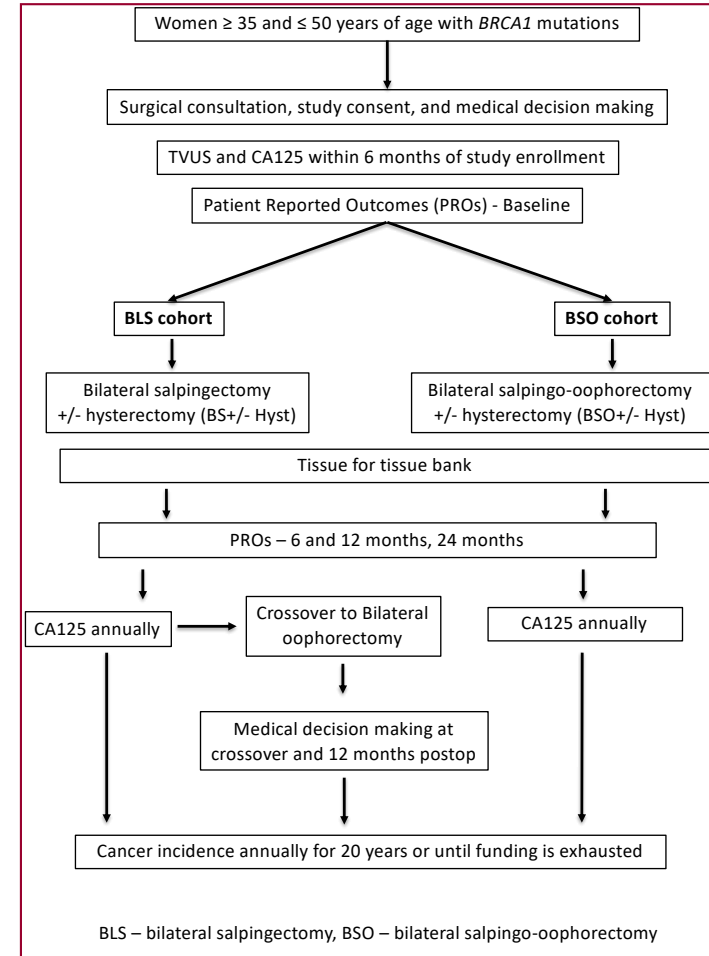 Women ≥ 35 and ≤ 50 years of age with BRCA1 mutations
Surgical consultation, study consent, and medical decision making
TVUS and CA125 within 6 months of study enrollment
Patient Reported Outcomes (PROs) - Baseline
BLS cohort
BSO cohort
Bilateral salpingectomy
+/- hysterectomy (BS+/- Hyst)
Bilateral salpingo-oophorectomy
+/- hysterectomy (BSO+/- Hyst)
Tissue for tissue bank
PROs – 6 and 12 months, 24 months
CA125 annually
Crossover to Bilateral
oophorectomy
CA125 annually
Medical decision making at
crossover and 12 months postop
Cancer incidence annually for 20 years or until funding is exhausted
BLS – bilateral salpingectomy, BSO – bilateral salpingo-oophorectomy